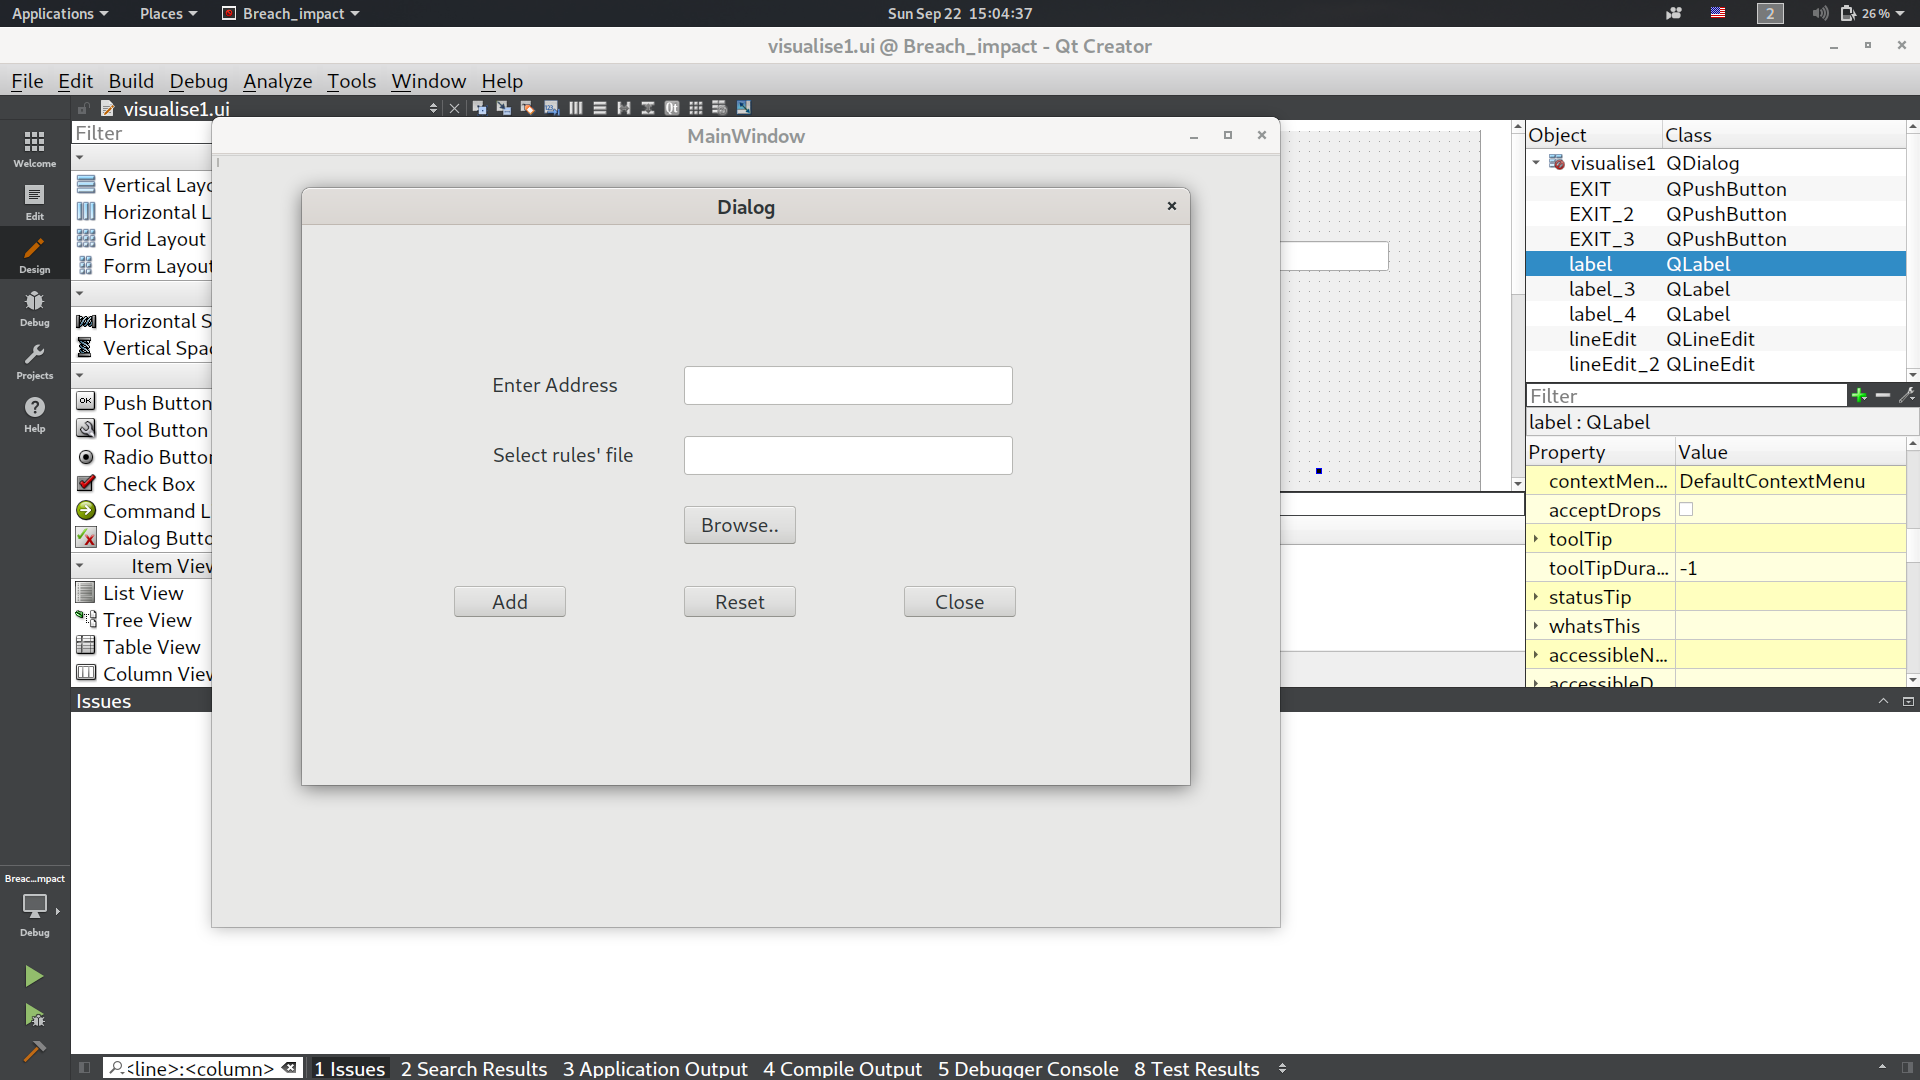 Applications Places Breach_impact Sun Sep 22 15:04:37 2 26 %
visualise1.ui @ Breach_impact - Qt Creator
File Edit Build Debug Analyze Tools Window Help
visualise1.ui
Filter
Welcome
Edit
Design
Debug
Projects
Help
Vertical Layo
Horizontal L
Grid Layout
Form Layout
Horizontal S
Vertical Spac
Push Button
Tool Button
Radio Button
Check Box
Command L
Dialog Butto
Item View
List View
Tree View
Table View
Column View
MainWindow
Dialog
Enter Address
Select rules' file
Browse..
Add Reset Close
Object Class
visualise1 QDialog
EXIT QPushButton
EXIT_2 QPushButton
EXIT_3 QPushButton
label QLabel
label_3 QLabel
label_4 QLabel
lineEdit QLineEdit
lineEdit_2 QLineEdit
Filter
label : QLabel
Property Value
contextMen... DefaultContextMenu
acceptDrops
toolTip
toolTipDura... -1
statusTip
whatsThis
accessibleN...
accessibleD
Issues
Breac...mpact
Debug
<line>:<column>
1 Issues 2 Search Results 3 Application Output 4 Compile Output 5 Debugger Console 8 Test Results